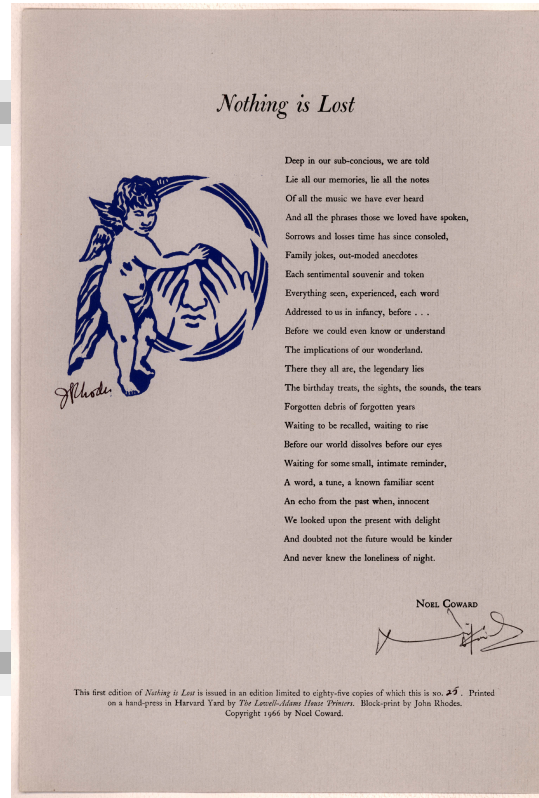 Nothing is Lost
Deep in our sub-concious, we are told
Lie all our memories, lie all the notes
Of all the music we have ever heard
And all the phrases those we loved have spoken,
Sorrows and losses time has since consoled,
Family jokes, out-moded anecdotes
Each sentimental souvenir and token
Everything seen, experienced, each word
Addressed to us in infancy, before . . .
Before we could even know or understand
The implications of our wonderland.
There they all are, the legendary lies
The birthday treats, the sights, the sounds, the tears
Forgotten debris of forgotten years
Waiting to be recalled, waiting to rise
Before our world dissolves before our eyes
Waiting for some small, intimate reminder,
A word, a tune, a known familiar scent
An echo from the past when, innocent
We looked upon the present with delight
And doubted not the future would be kinder
And never knew the loneliness of night.
J Rhodes
NOEL COWARD
This first edition of Nothing is Lost is issued in an edition limited to eighty-five copies of which this is NO. 25. Printed
on a hand-press in Harvard Yard by The Lowell-Adams House Printers. Block-print by John Rhodes.
Copyright 1966 by Noel Coward.